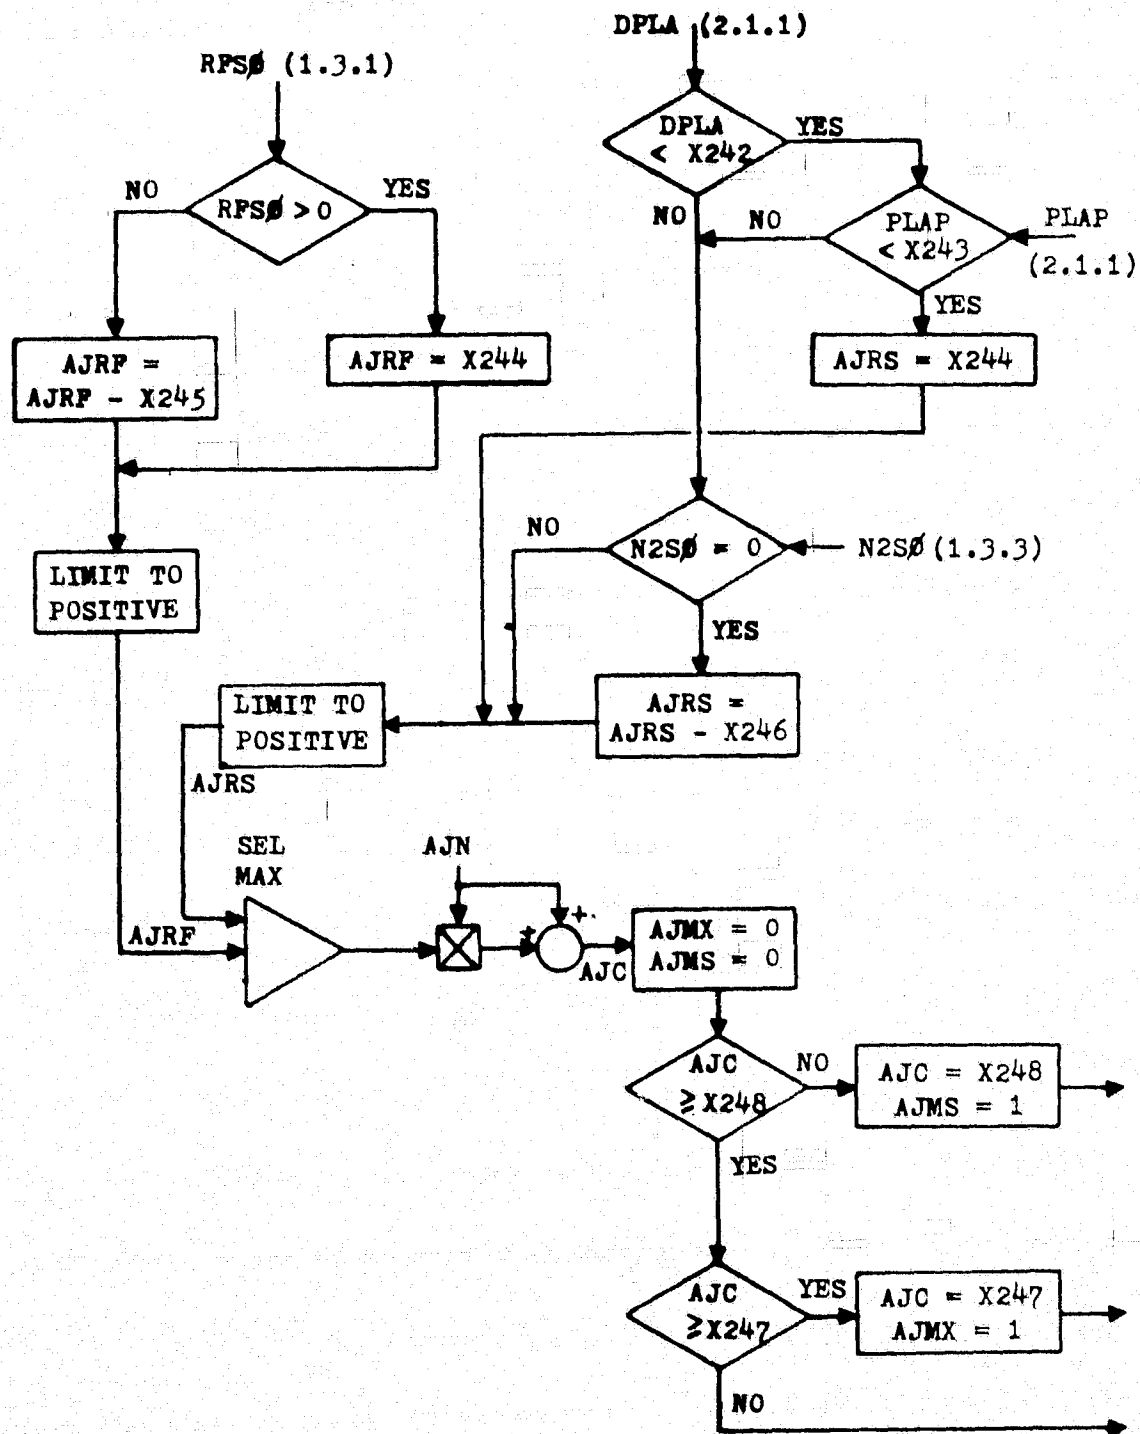 DPLA (2.1.1)
RFSØ (1.3.1)
DPLA
< X242
YES
NO
RFSØ > 0
YES
NO
NO
PLAP
< X243
PLAP
(2.1.1)
YES
AJRF =
AJRF - X245
AJRF = X244
AJRS = X244
NO
N2SØ = 0
N2SØ (1.3.3)
LIMIT TO
POSITIVE
YES
LIMIT TO
POSITIVE
AJRS =
AJRS - X246
AJRS
SEL
MAX
AJN
AJRF
+
+
AJC
AJMX = 0
AJMS = 0
AJC
≥ X248
NO
AJC = X248
AJMS = 1
YES
AJC
≥ X247
YES
AJC = X247
AJMX = 1
NO